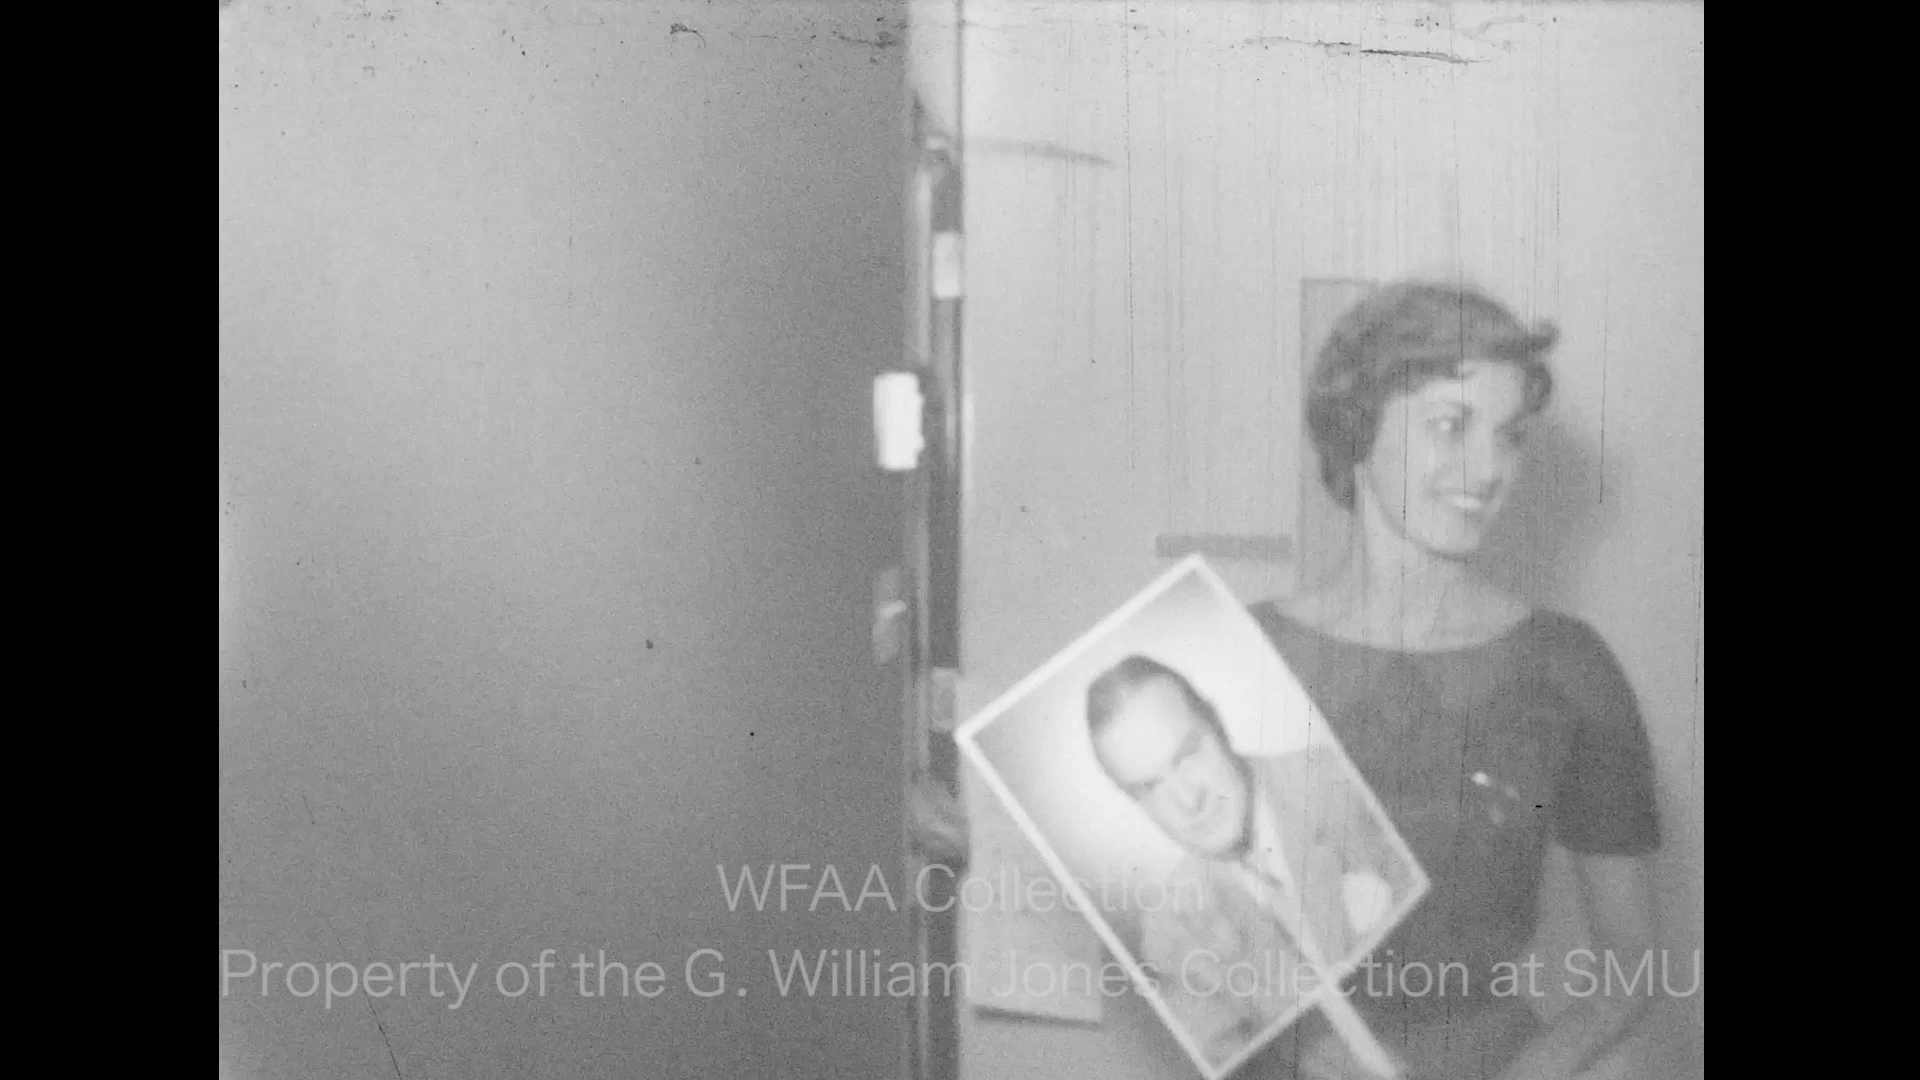 WFAA Collection
Property of the G. William Jones Collection at SMU